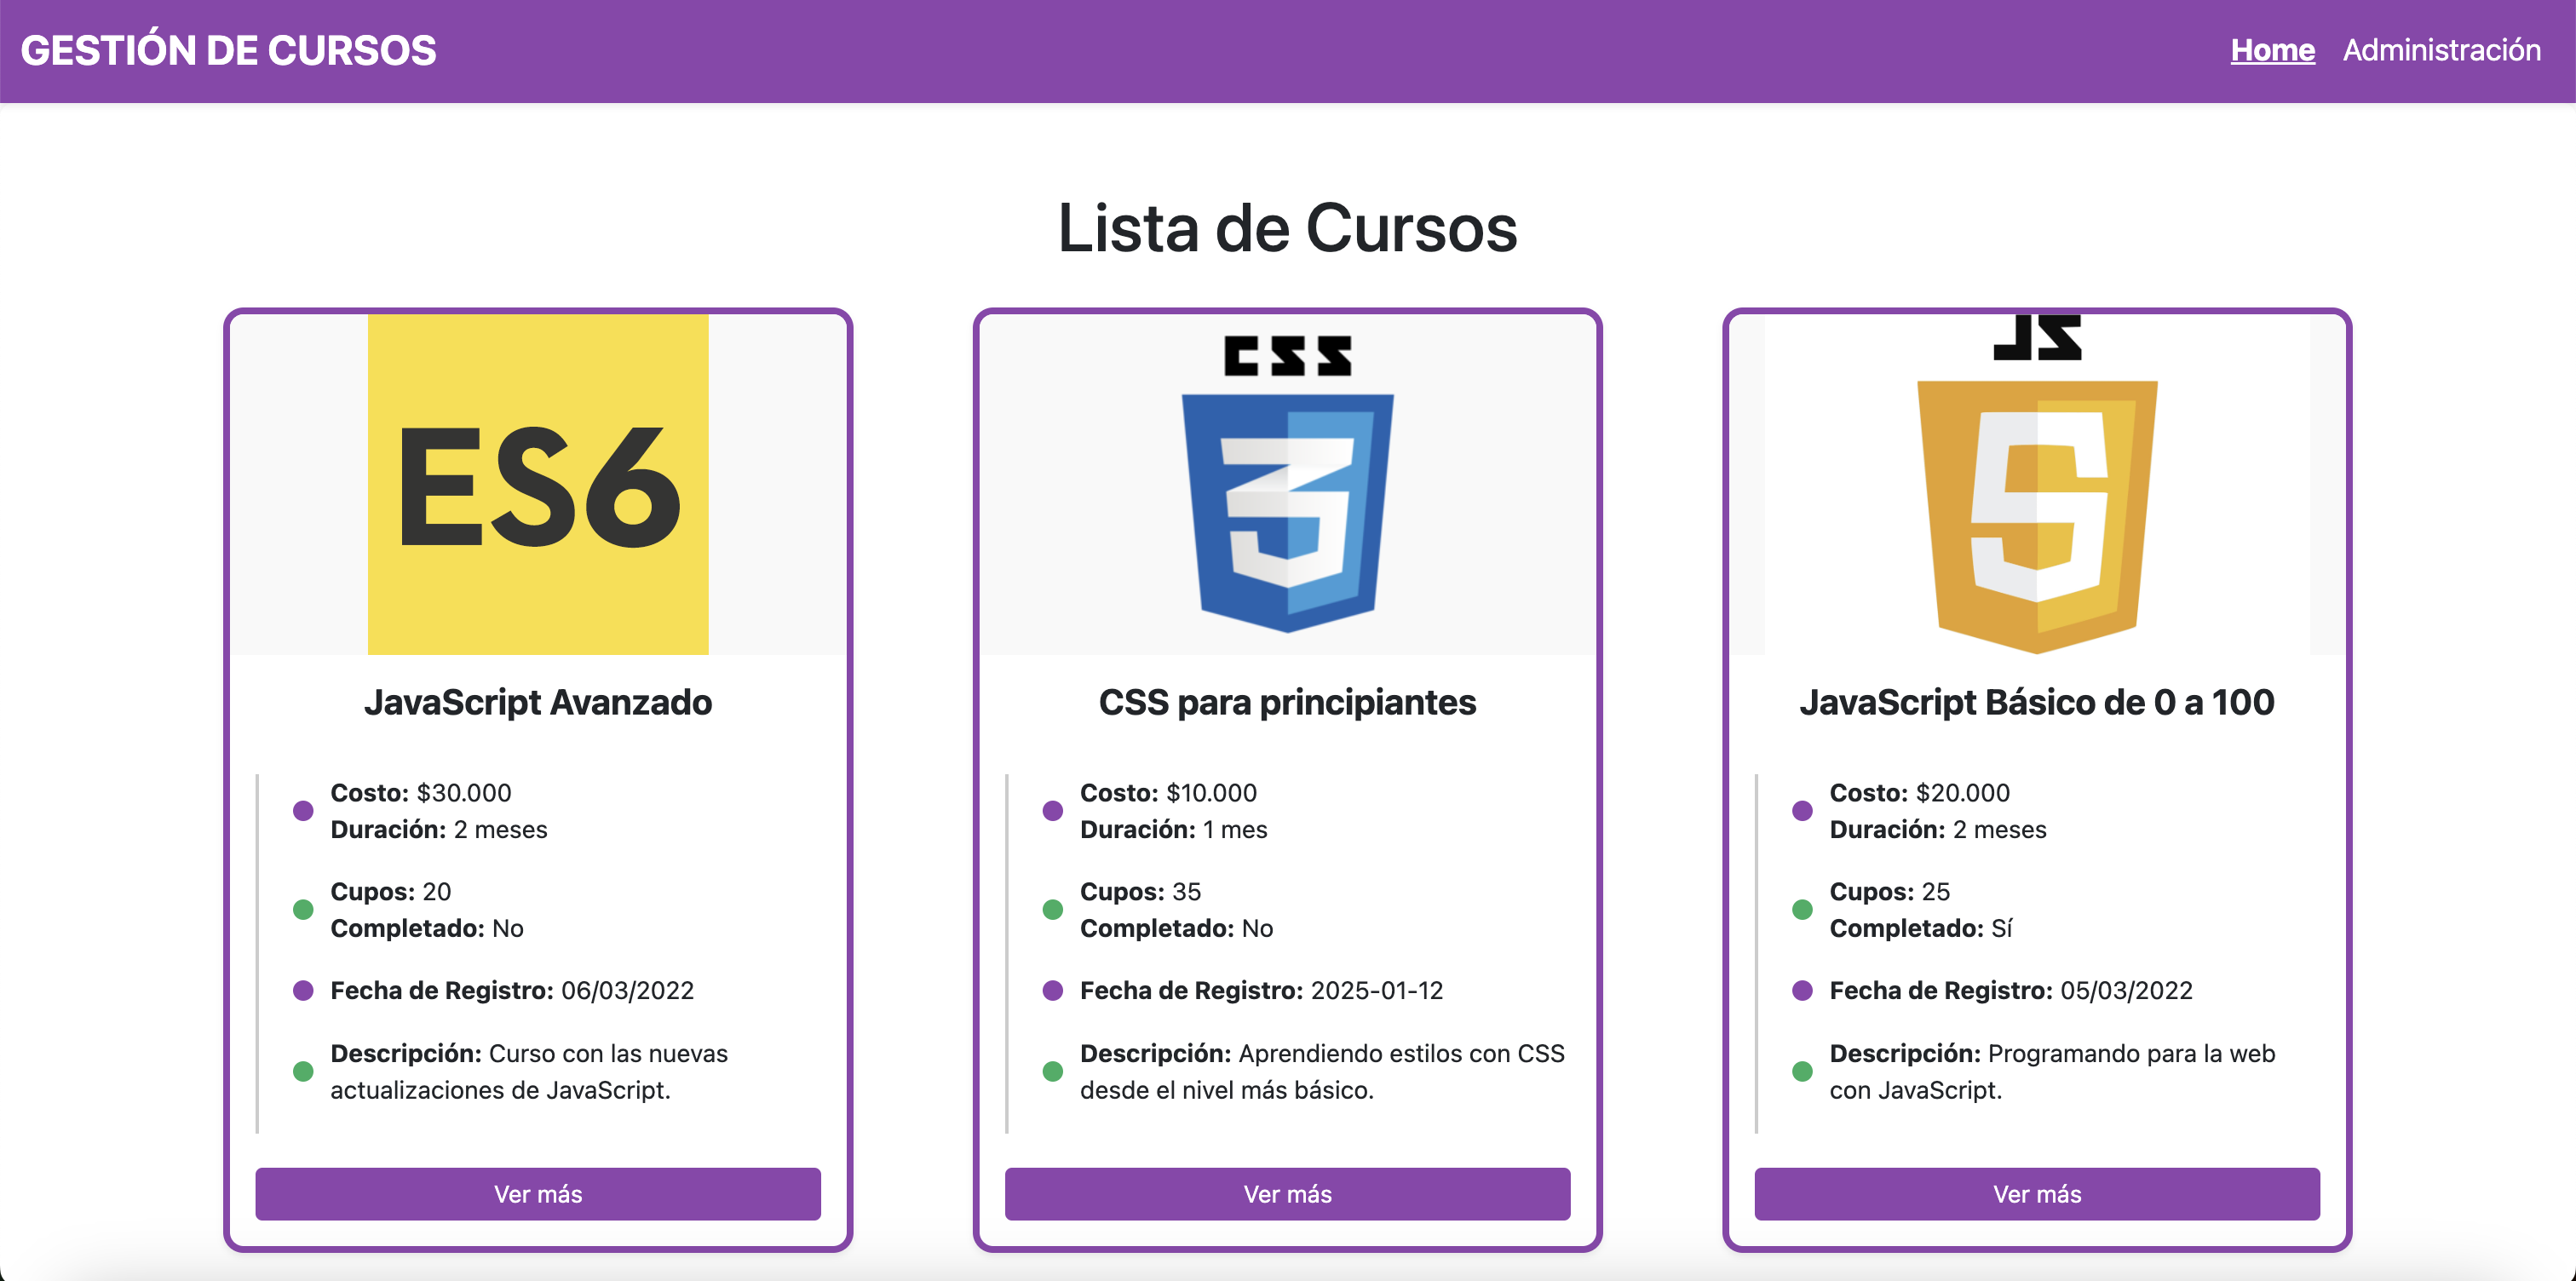 GESTIÓN DE CURSOS
Home Administración
Lista de Cursos
ES6
JavaScript Avanzado
Costo: $30.000
Duración: 2 meses
Cupos: 20
Completado: No
Fecha de Registro: 06/03/2022
Descripción: Curso con las nuevas
actualizaciones de JavaScript.
Ver más
CSS
3
CSS para principiantes
Costo: $10.000
Duración: 1 mes
Cupos: 35
Completado: No
Fecha de Registro: 2025-01-12
Descripción: Aprendiendo estilos con CSS
desde el nivel más básico.
Ver más
JS
5
JavaScript Básico de 0 a 100
Costo: $20.000
Duración: 2 meses
Cupos: 25
Completado: Sí
Fecha de Registro: 05/03/2022
Descripción: Programando para la web
con JavaScript.
Ver más